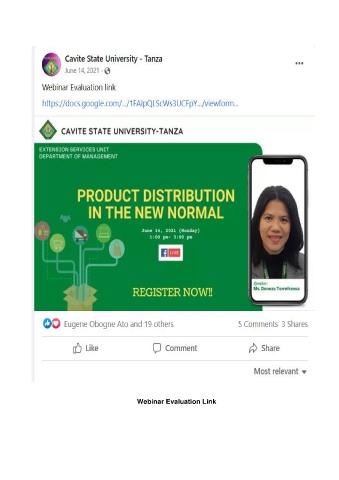 Cavite State University - Tanza
June 14, 2021 ·
Webinar Evaluation link
https://docs.google.com/.../1FAIpQLScWs3UCFpY.../viewform...
CAVITE STATE UNIVERSITY-TANZA
EXTENSION SERVICES UNIT
DEPARTMENT OF MANAGEMENT
PRODUCT DISTRIBUTION
IN THE NEW NORMAL
June 14, 2021 (Monday)
1:00 pm- 3:00 pm
LIVE
REGISTER NOW!!
Speaker:
Ms.
Eugene Obogne Ato and 19 others
5 Comments 3 Shares
Like
Comment
Share
Most relevant
Webinar Evaluation Link